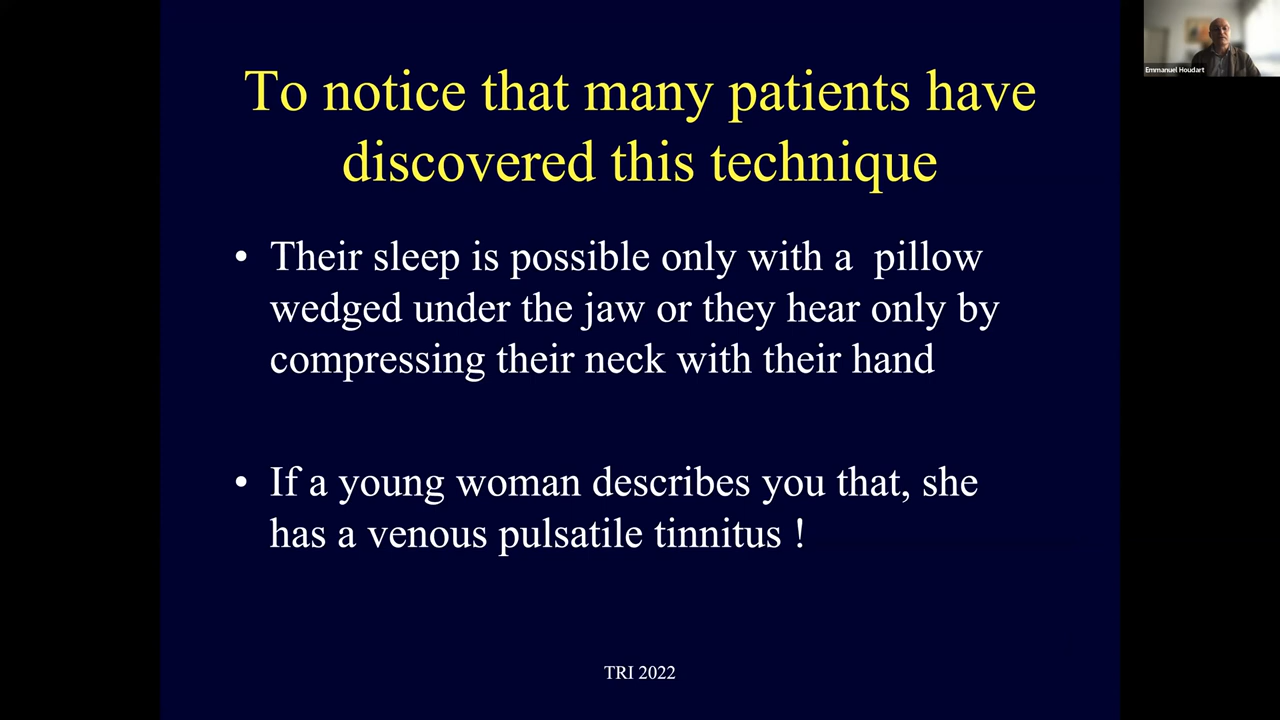 To notice that many patients have
discovered this technique
• Their sleep is possible only with a pillow
wedged under the jaw or they hear only by
compressing their neck with their hand
• If a young woman describes you that, she
has a venous pulsatile tinnitus !
TRI 2022
Emmanuel Houdart